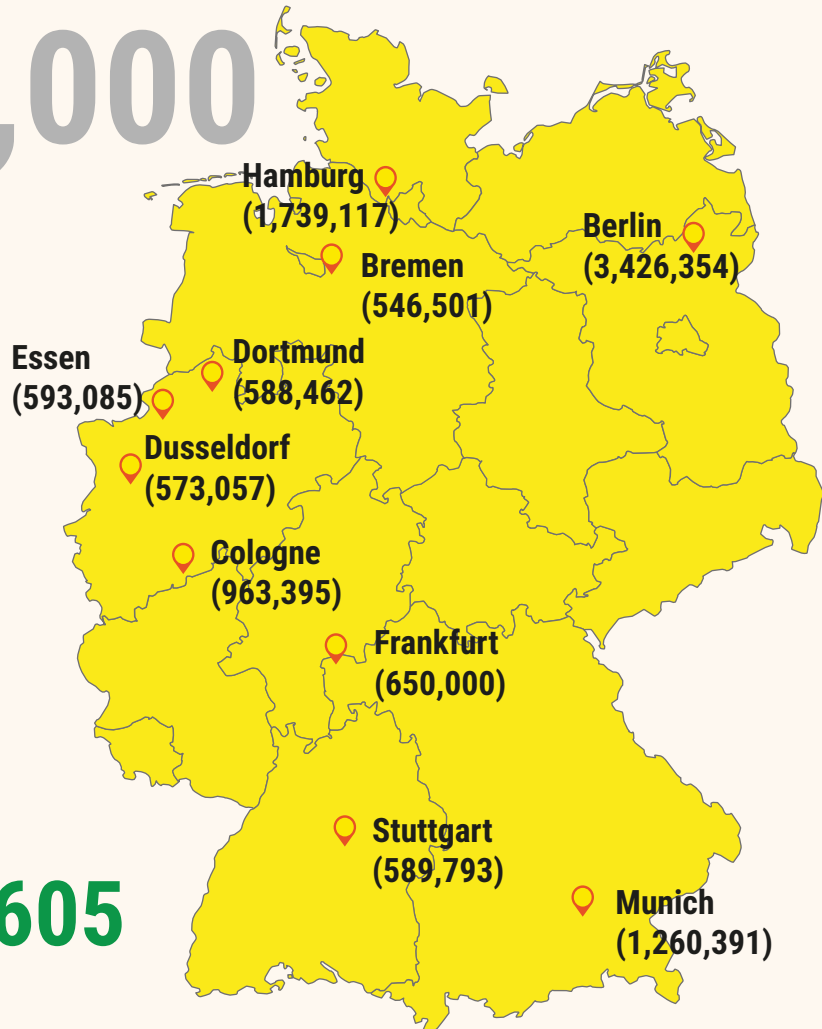 ,000
Hamburg
(1,739,117)
Berlin
(3,426,354)
Bremen
(546,501)
Essen
(593,085)
Dortmund
(588,462)
Dusseldorf
(573,057)
Cologne
(963,395)
Frankfurt
(650,000)
Stuttgart
(589,793)
605
Munich
(1,260,391)